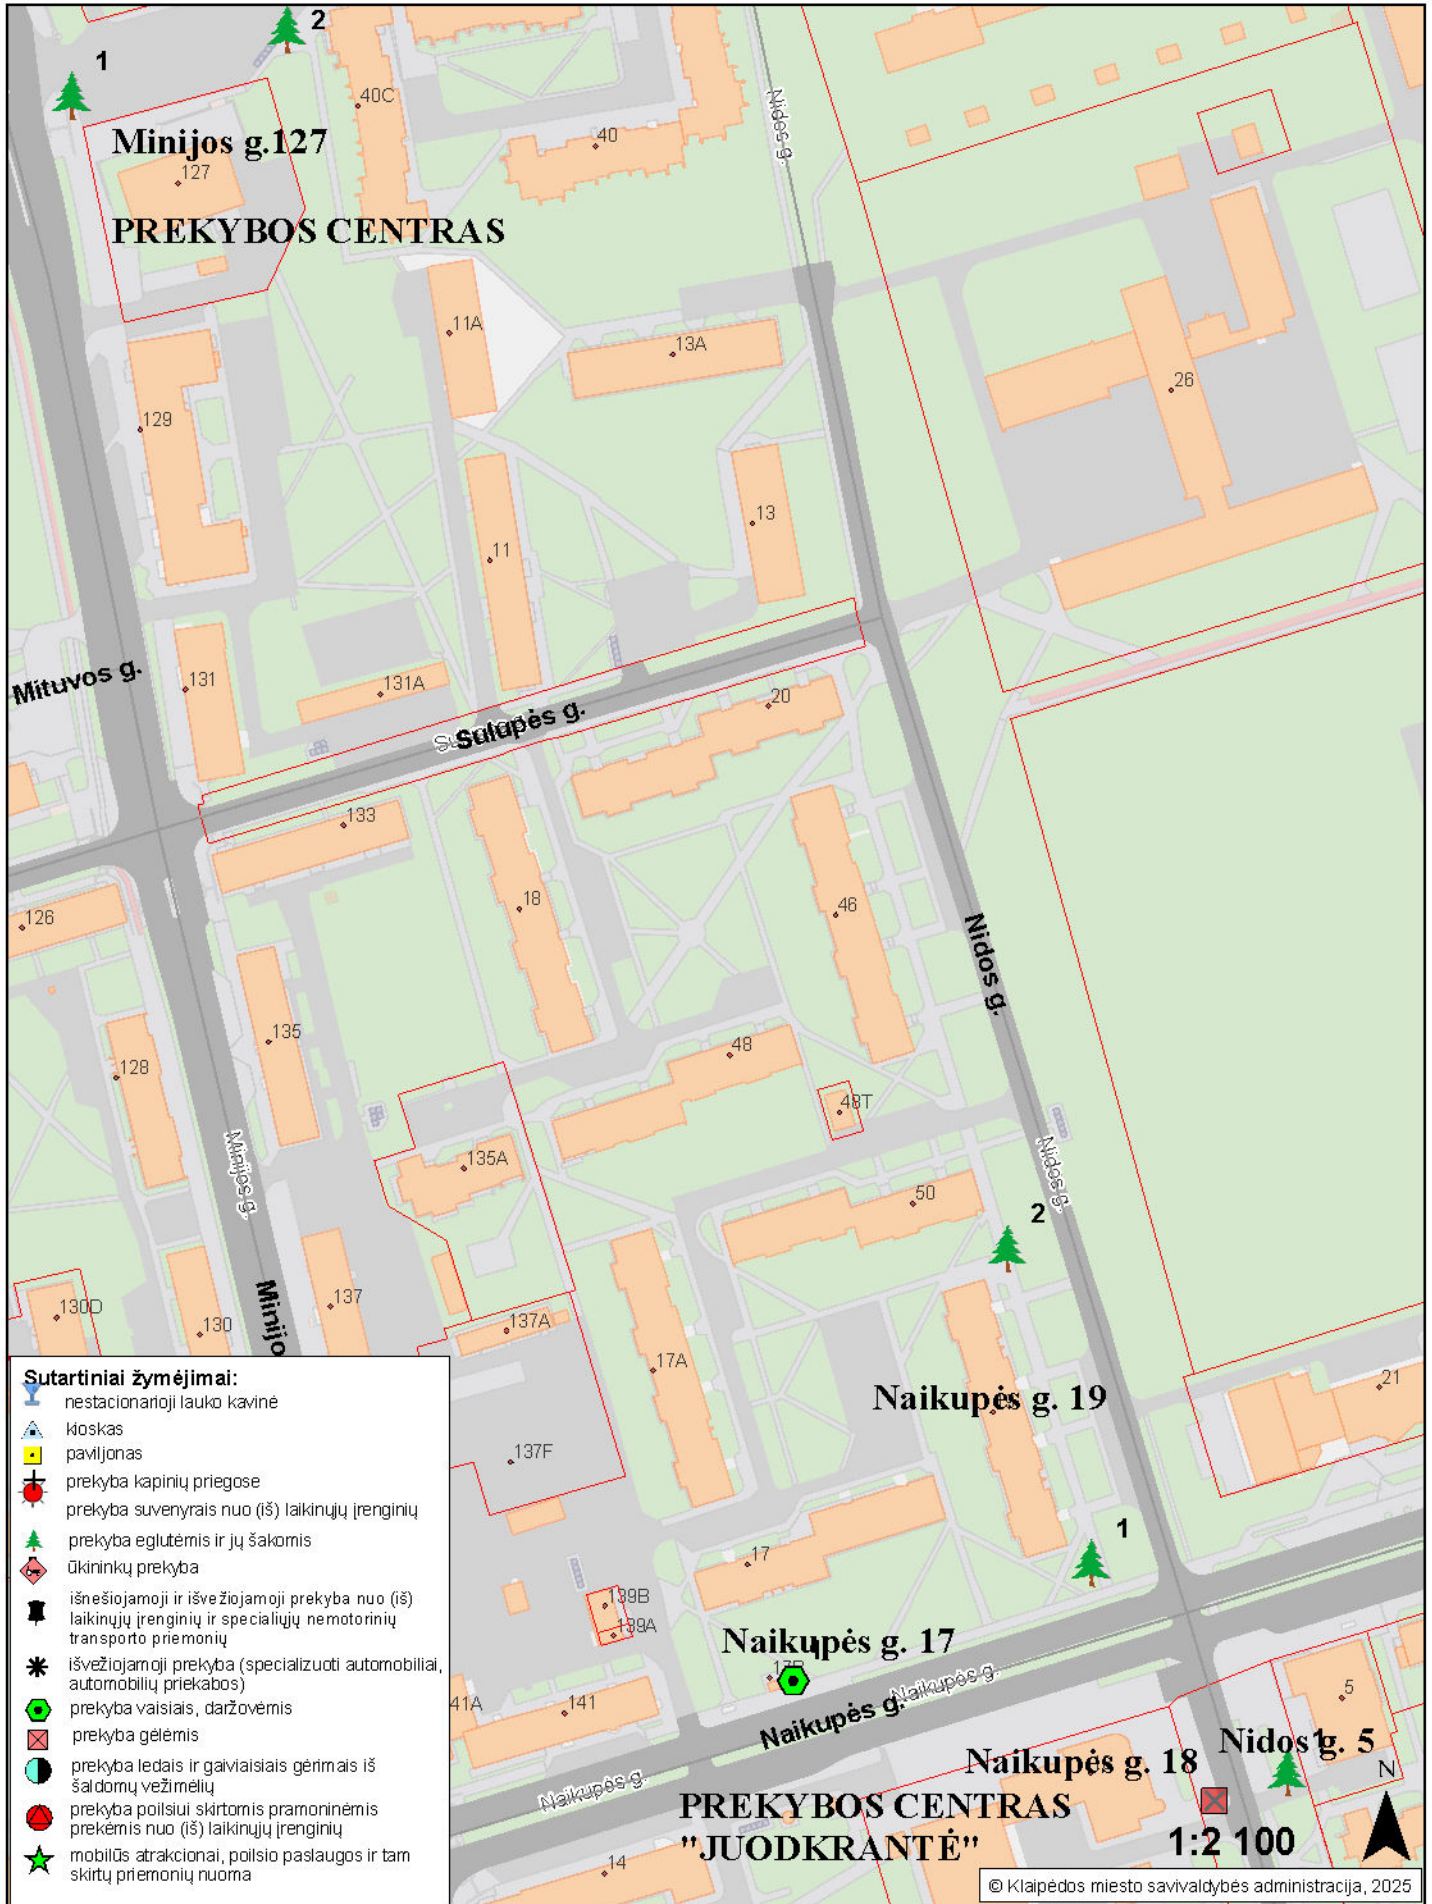 2
1
40C
40
Nidos g.
Minijos g.127
127
PREKYBOS CENTRAS
11A
13A
26
129
13
11
Mituvos g.
131
131A
20
Sulupės g.
133
18
46
126
Nidos g.
135
48
128
48T
Minijos g.
135A
Nidos g.
50
2
Minijo
130D
130
137
137A
17A
21
Naikupės g. 19
137F
1
17
139B
139A
Naikupės g. 17
17B
Naikupės g.
Naikupės g.
41A
141
5
Nidos g. 5
1
Naikupės g. 18
N
Naikupės g.
PREKYBOS CENTRAS
"JUODKRANTĖ"
1:2 100
14
© Klaipėdos miesto savivaldybės administracija, 2025
Sutartiniai žymėjimai:
nestacionarioji lauko kavinė
kioskas
paviljonas
prekyba kapinių priegose
prekyba suvenyrais nuo (iš) laikinųjų įrenginių
prekyba eglutėmis ir jų šakomis
ūkininkų prekyba
išnešiojamoji ir išvežiojamoji prekyba nuo (iš)
laikinųjų įrenginių ir specialiųjų nemotorinių
transporto priemonių
išvežiojamoji prekyba (specializuoti automobiliai,
automobilių priekabos)
prekyba vaisiais, daržovėmis
prekyba gėlėmis
prekyba ledais ir gaiviaisiais gėrimais iš
šaldomų vežimėlių
prekyba poilsiui skirtomis pramoninėmis
prekėmis nuo (iš) laikinųjų įrenginių
mobilūs atrakcionai, poilsio paslaugos ir tam
skirtų priemonių nuoma